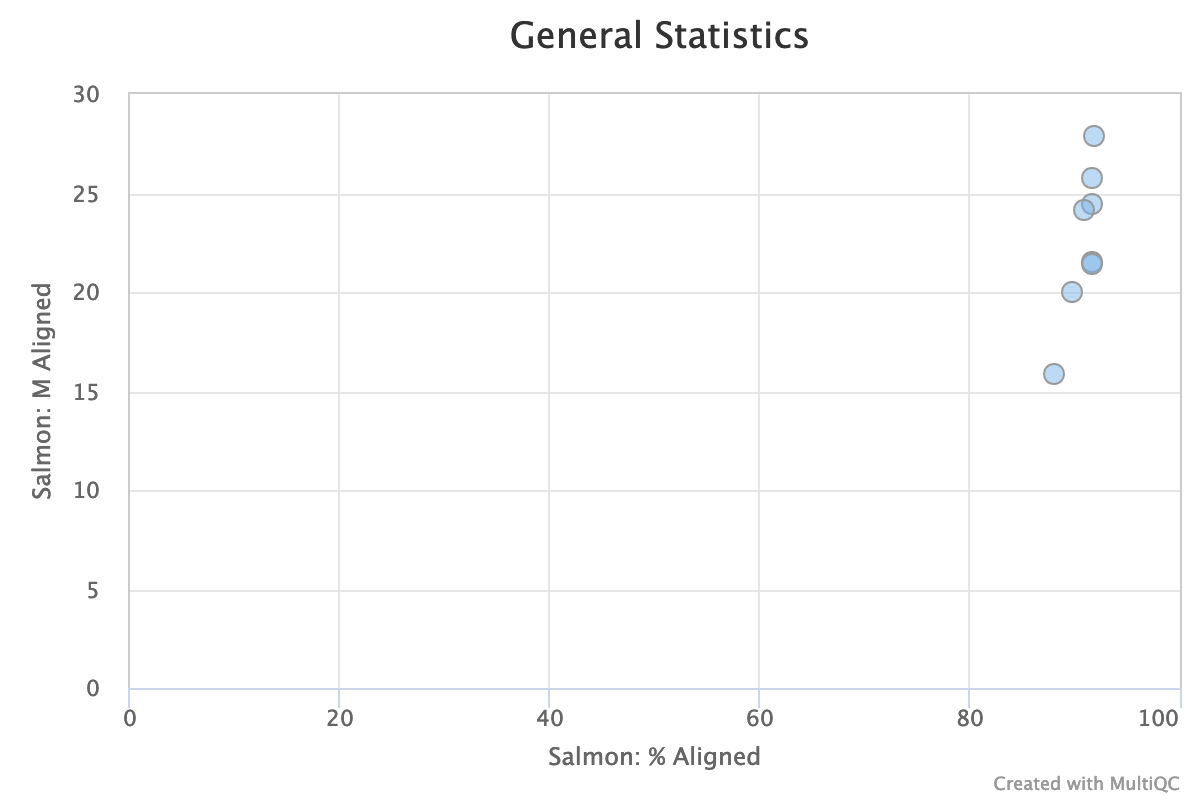 General Statistics
30
25
20
15
10
5
0
Salmon: M Aligned
0 20 40 60 80 100
Salmon: % Aligned
Created with MultiQC